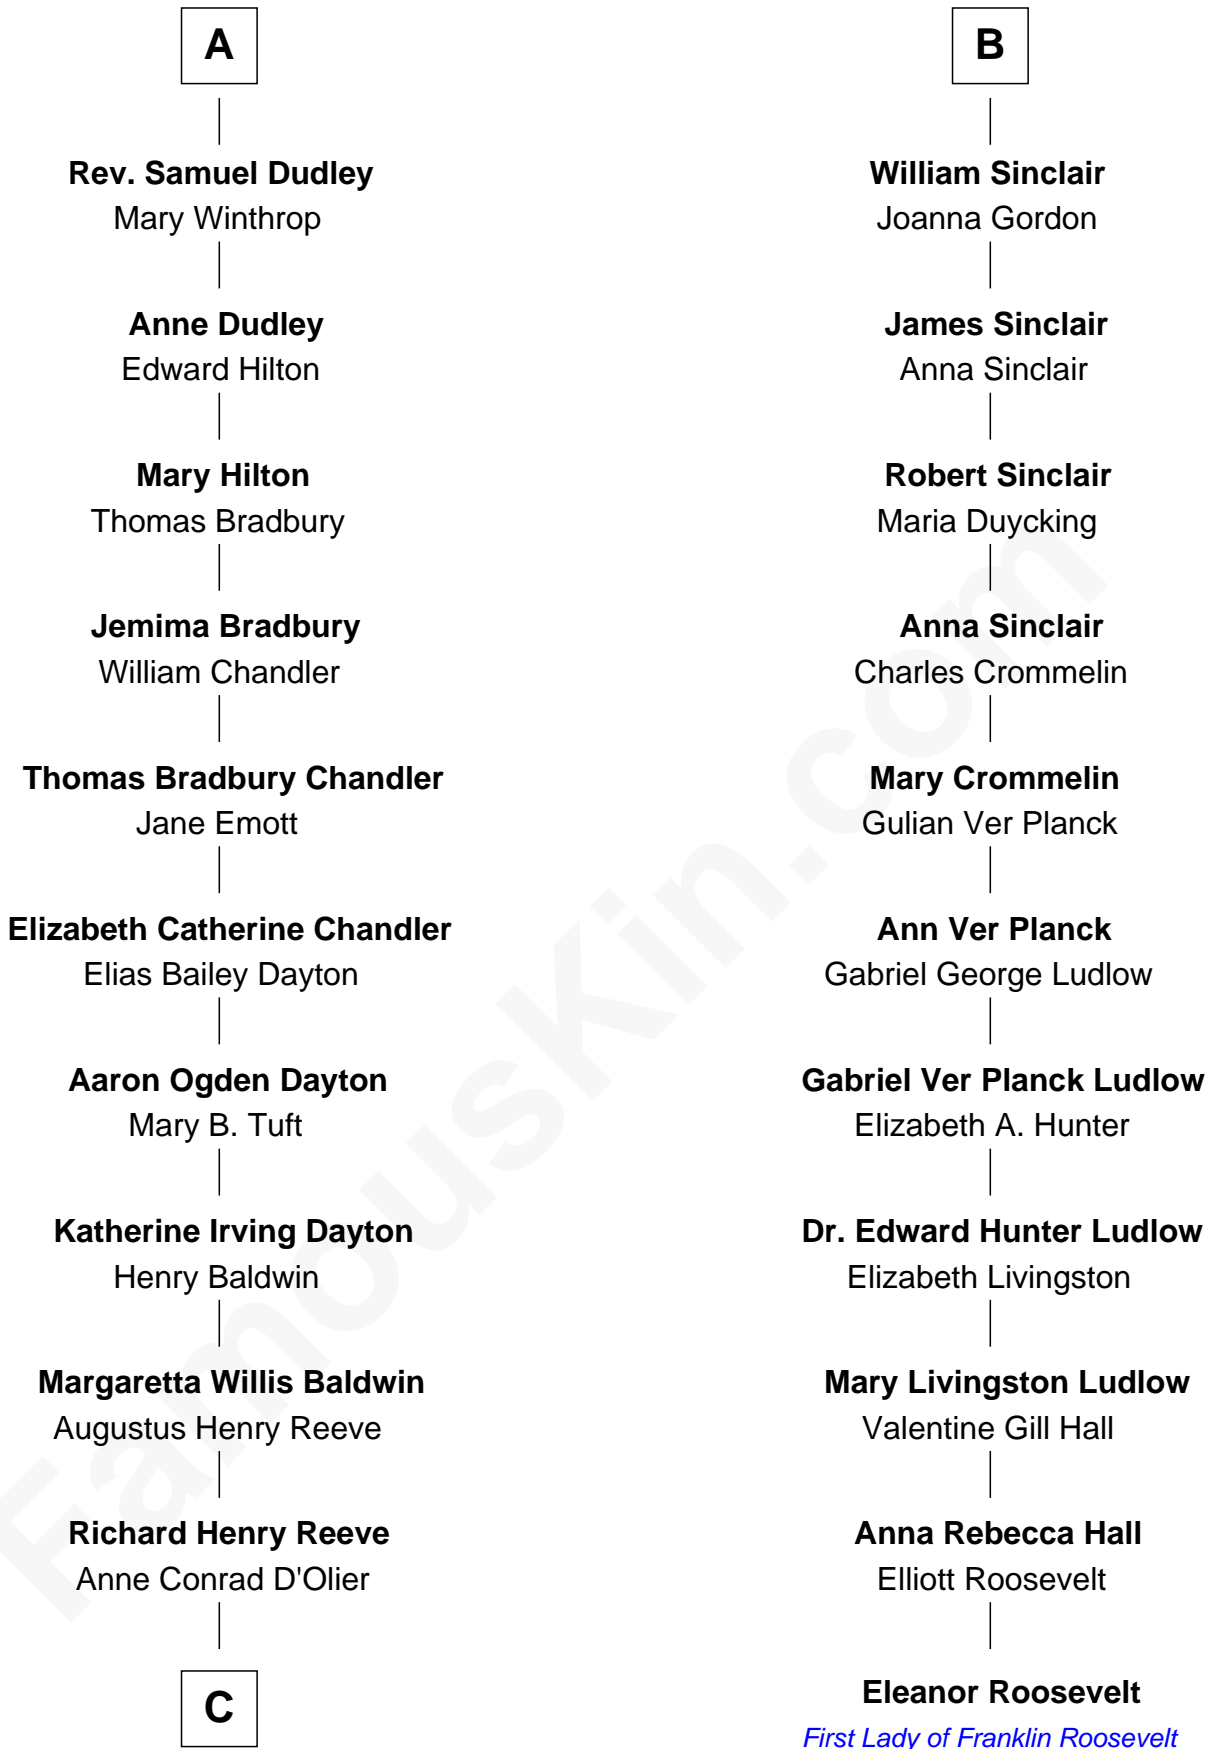 A
Rev. Samuel Dudley
Mary Winthrop
Anne Dudley
Edward Hilton
Mary Hilton
Thomas Bradbury
Jemima Bradbury
William Chandler
Thomas Bradbury Chandler
Jane Emott
Elizabeth Catherine Chandler
Elias Bailey Dayton
Aaron Ogden Dayton
Mary B. Tuft
Katherine Irving Dayton
Henry Baldwin
Margaretta Willis Baldwin
Augustus Henry Reeve
Richard Henry Reeve
Anne Conrad D'Olier
C
B
William Sinclair
Joanna Gordon
James Sinclair
Anna Sinclair
Robert Sinclair
Maria Duycking
Anna Sinclair
Charles Crommelin
Mary Crommelin
Gulian Ver Planck
Ann Ver Planck
Gabriel George Ludlow
Gabriel Ver Planck Ludlow
Elizabeth A. Hunter
Dr. Edward Hunter Ludlow
Elizabeth Livingston
Mary Livingston Ludlow
Valentine Gill Hall
Anna Rebecca Hall
Elliott Roosevelt
Eleanor Roosevelt
First Lady of Franklin Roosevelt
FamousKin.com